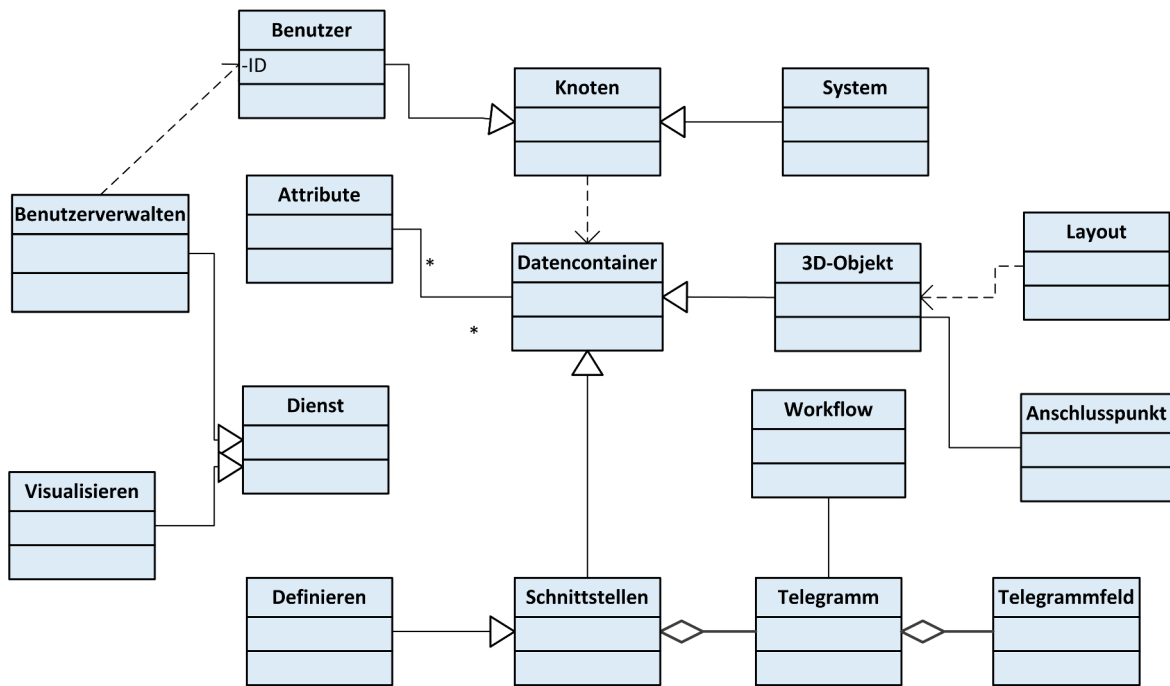 Benutzer
-ID
Knoten
System
Benutzerverwalten
Attribute
*
*
Datencontainer
3D-Objekt
Layout
Dienst
Workflow
Anschlusspunkt
Visualisieren
Definieren
Schnittstellen
Telegramm
Telegrammfeld